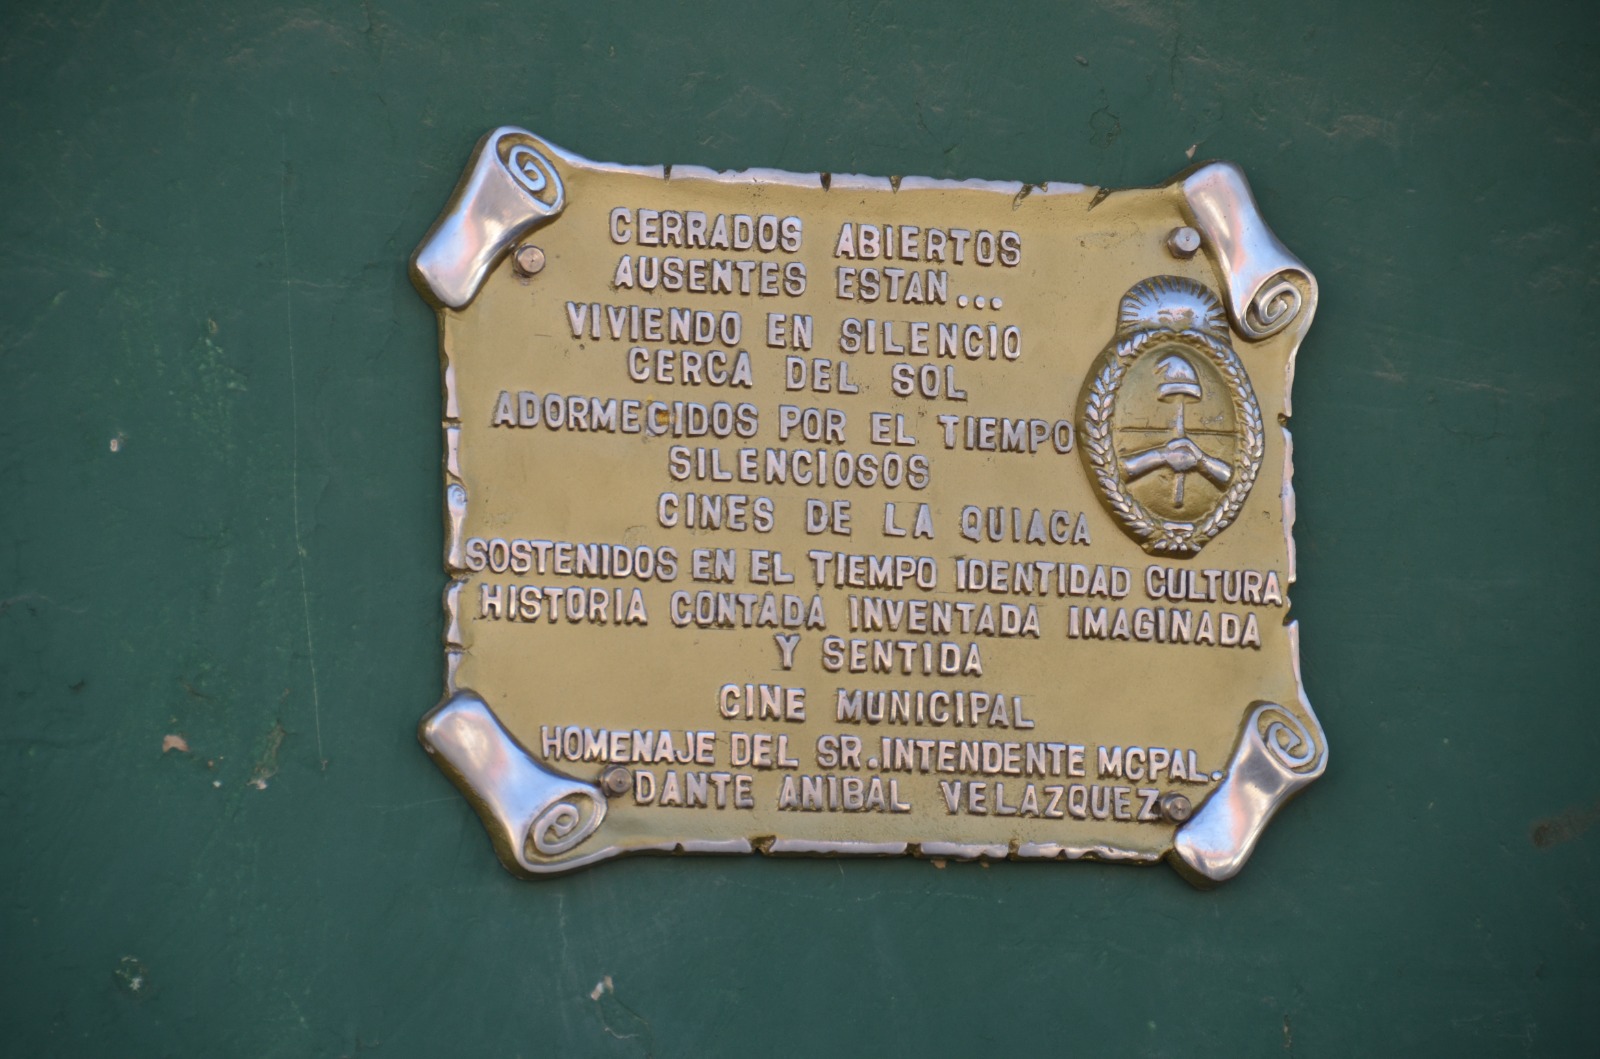 CERRADOS ABIERTOS
AUSENTES ESTAN...
VIVIENDO EN SILENCIO
CERCA DEL SOL
ADORMECIDOS POR EL TIEMPO
SILENCIOSOS
CINES DE LA QUIACA
SOSTENIDOS EN EL TIEMPO IDENTIDAD CULTURA
HISTORIA CONTADA INVENTADA IMAGINADA
Y SENTIDA
CINE MUNICIPAL
HOMENAJE DEL SR.INTENDENTE MCPAL.
DANTE ANIBAL VELAZQUEZ